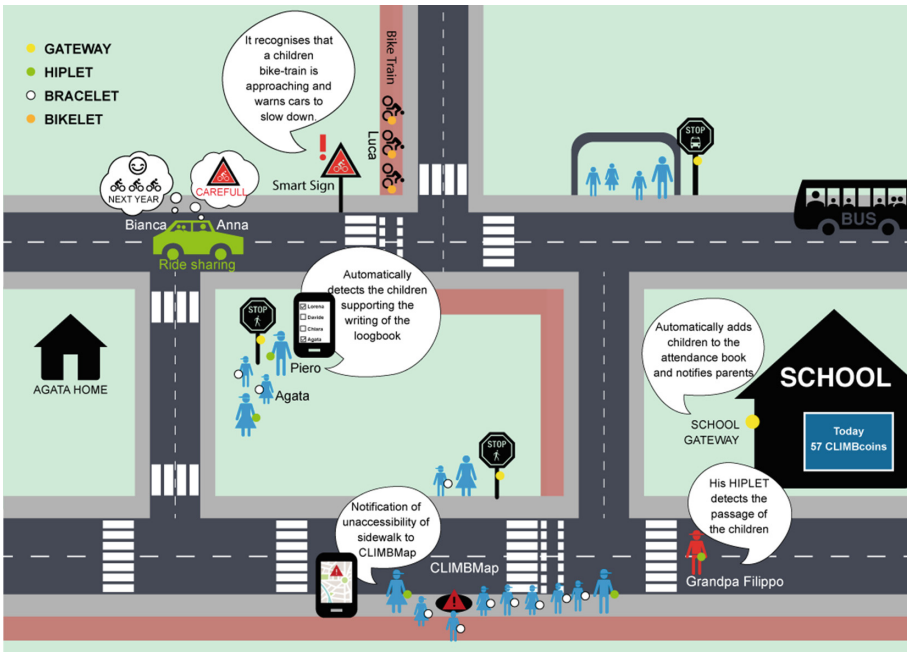 GATEWAY
HIPLET
BRACELET
BIKELET
It recognises that
a children
bike-train is
approaching and
warns cars to
slow down.
Bike Train
Luca
!
Smart Sign
STOP
NEXT YEAR
CAREFULL
Bianca
Anna
Ride sharing
BUS
Automatically
detects the children
supporting the
writing of the
loogbook
Lorena
Davide
Chiara
Agata
STOP
Piero
Agata
AGATA HOME
Automatically adds
children to the
attendance book
and notifies parents
SCHOOL
SCHOOL
GATEWAY
Today
57 CLIMBcoins
STOP
His HIPLET
detects the
passage of
the children
Notification of
unaccessibility of
sidewalk to
CLIMBMap
CLIMBMap
Grandpa Filippo